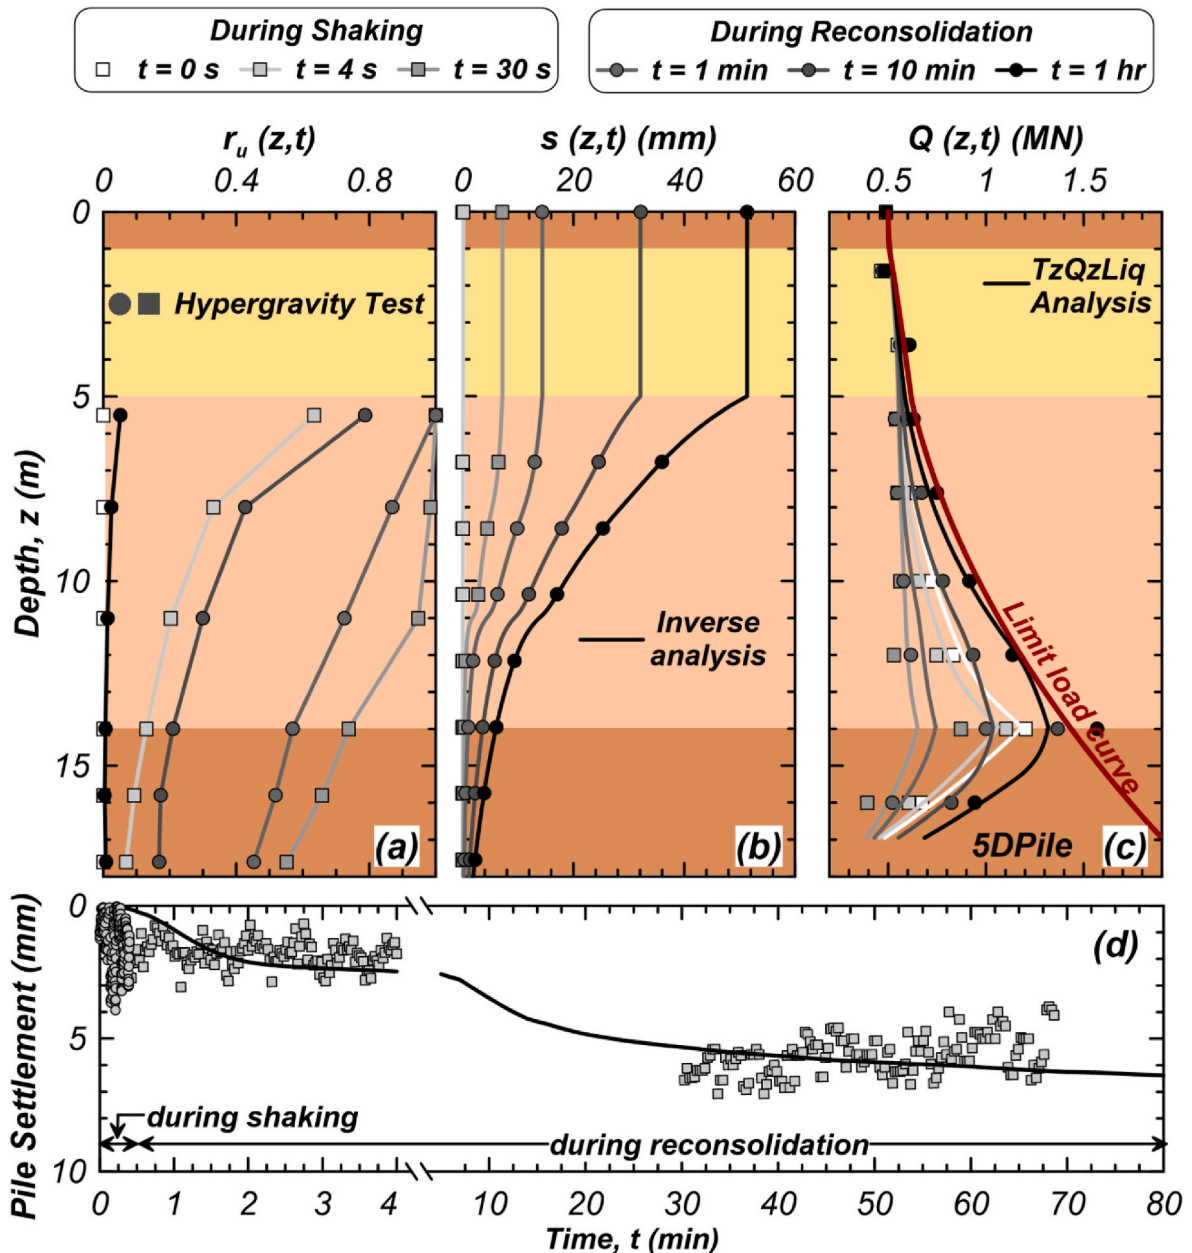 During Shaking
t = 0 s t = 4 s t = 30 s
During Reconsolidation
t = 1 min t = 10 min t = 1 hr
r_u (z,t)
0 0.4 0.8
s (z,t) (mm)
0 20 40 60
Q (z,t) (MN)
0.5 1 1.5
Depth, z (m)
0
5
10
15
Hypergravity Test
(a)
Inverse
analysis
(b)
TzQzLiq
Analysis
Limit load curve
5DPile
(c)
Pile Settlement (mm)
0
5
10
(d)
during shaking
during reconsolidation
0 1 2 3 4 10 20 30 40 50 60 70 80
Time, t (min)